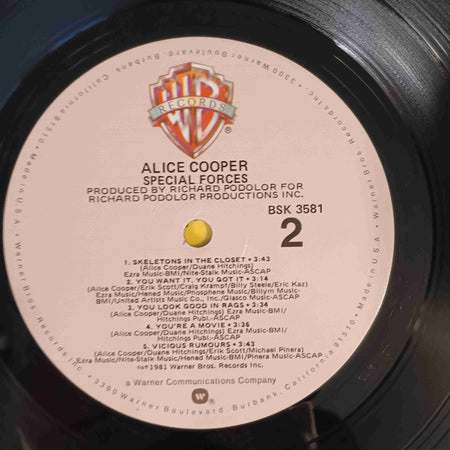 WB
RECORDS
®
ALICE COOPER
SPECIAL FORCES
PRODUCED BY RICHARD PODOLOR FOR
RICHARD PODOLOR PRODUCTIONS INC.
BSK 3581
2
1. SKELETONS IN THE CLOSET • 3:43
(Alice Cooper/Duane Hitchings)
Ezra Music-BMI/Nite-Stalk Music-ASCAP
2. YOU WANT IT, YOU GOT IT • 3:14
(Alice Cooper/Erik Scott/Craig Krampf/Billy Steele/Eric Kaz)
Ezra Music/Hened Music/Phosphene Music/Billym Music-
BMI/United Artists Music Co., Inc./Glasco Music-ASCAP
3. YOU LOOK GOOD IN RAGS • 3:34
(Alice Cooper/Duane Hitchings) Ezra Music-BMI/
Hitchings Publ.-ASCAP
4. YOU'RE A MOVIE • 3:36
(Alice Cooper/Duane Hitchings) Ezra Music-BMI/
Hitchings Publ.-ASCAP
5. VICIOUS RUMOURS • 3:43
(Alice Cooper/Duane Hitchings/Erik Scott/Michael Pinera)
Ezra Music/Nite-Stalk Music/Hened Music-BMI/Pinera Music-ASCAP
©℗1981 Warner Bros. Records Inc.
a Warner Communications Company
Warner Bros. Records Inc. • 3300 Warner Boulevard, Burbank, California 91510 • Made in U.S.A.